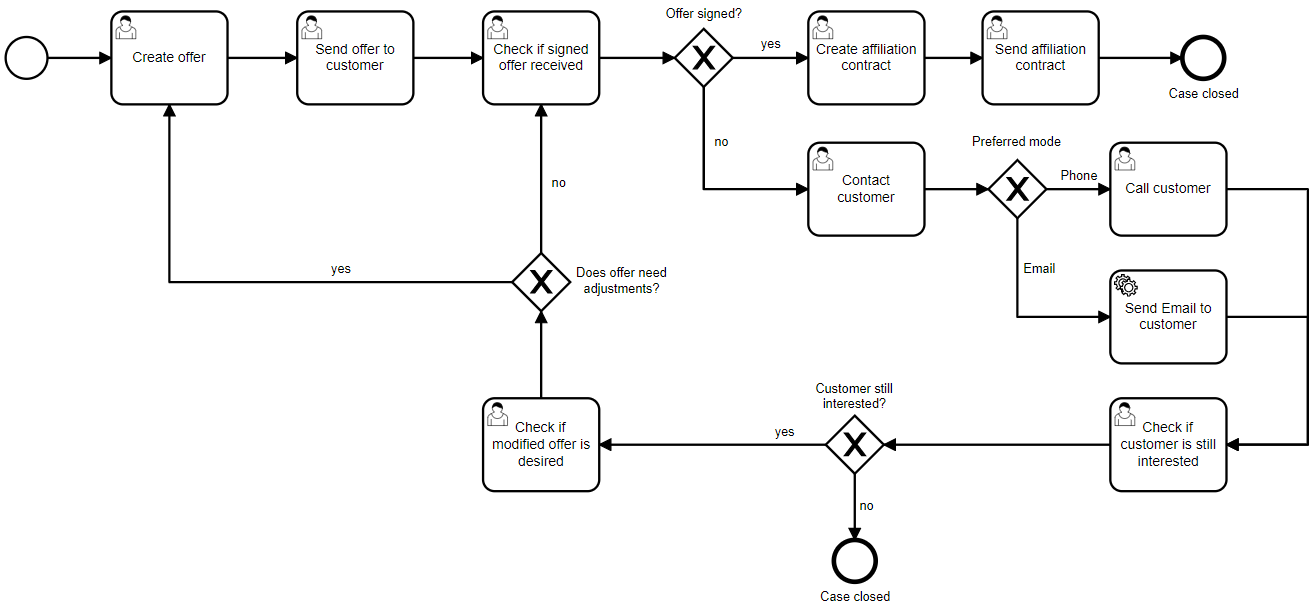 Offer signed?
Create offer
Send offer to
customer
Check if signed
offer received
yes
Create affiliation
contract
Send affiliation
contract
Case closed
no
Contact
customer
Preferred mode
Phone
Call customer
Email
Send Email to
customer
no
yes
Does offer need
adjustments?
Check if
modified offer is
desired
yes
Customer still
interested?
Check if
customer is still
interested
no
Case closed